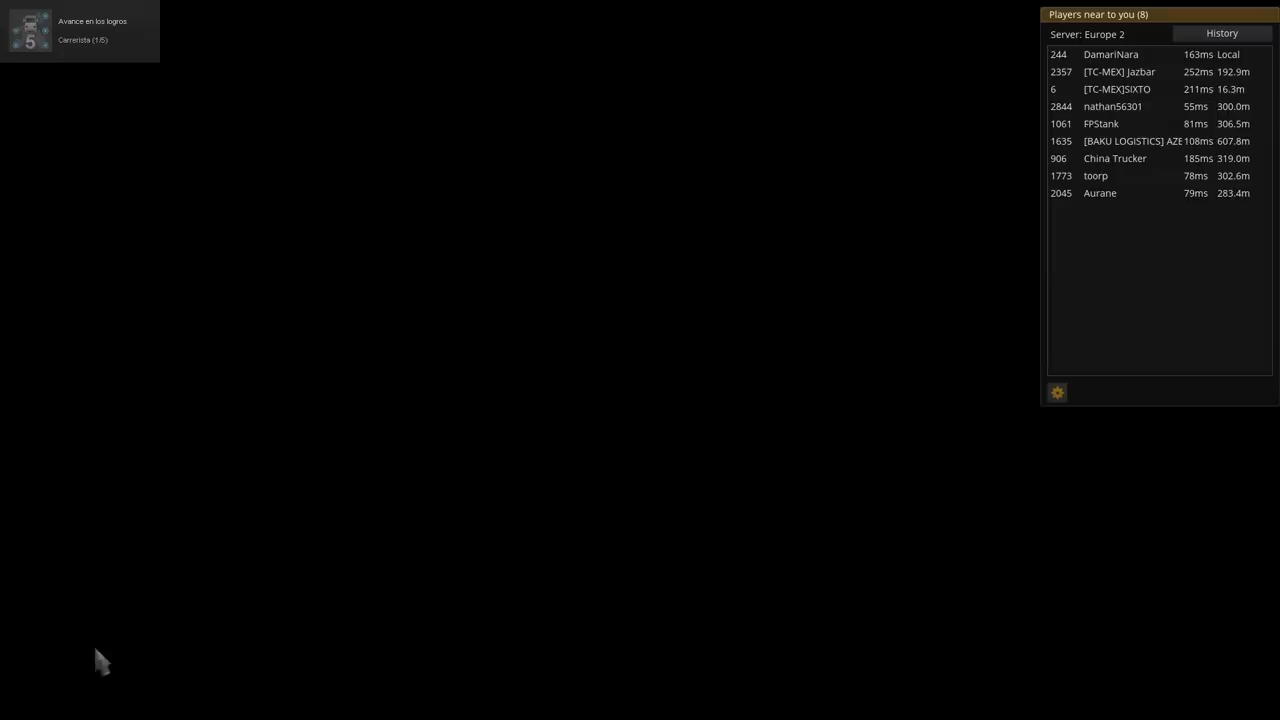 Avance en los logros
Carrerista (1/5)
5
Players near to you (8)
Server: Europe 2
History
244 DamariNara 163ms Local
2357 [TC-MEX] Jazbar 252ms 192.9m
6 [TC-MEX]SIXTO 211ms 16.3m
2844 nathan56301 55ms 300.0m
1061 FPStank 81ms 306.5m
1635 [BAKU LOGISTICS] AZE 108ms 607.8m
906 China Trucker 185ms 319.0m
1773 toorp 78ms 302.6m
2045 Aurane 79ms 283.4m